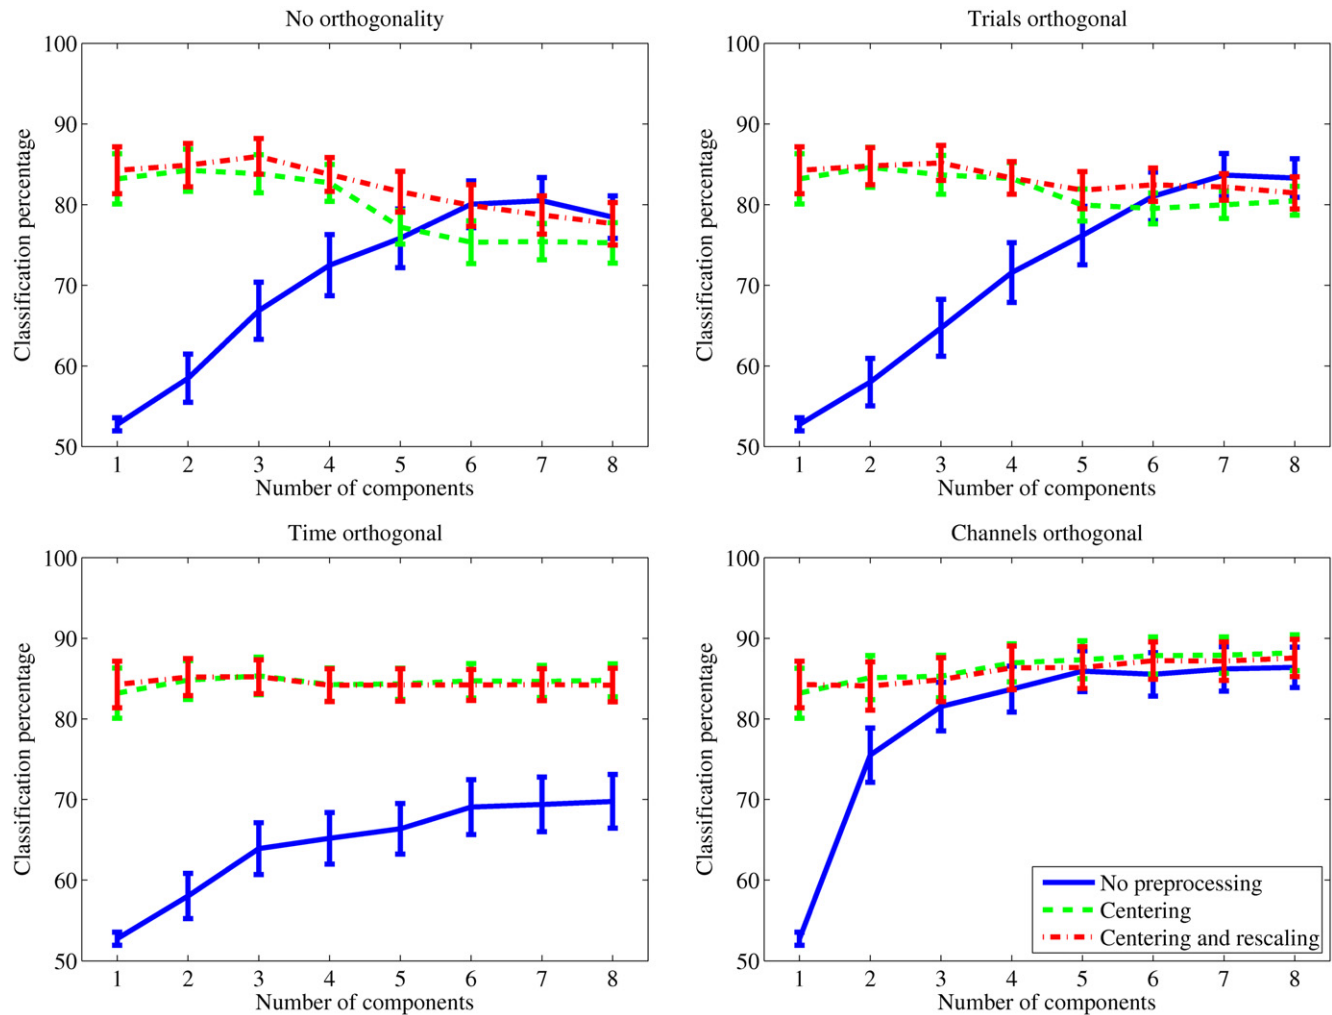 No orthogonality
Classification percentage
100
90
80
70
60
50
1 2 3 4 5 6 7 8
Number of components
Trials orthogonal
Classification percentage
100
90
80
70
60
50
1 2 3 4 5 6 7 8
Number of components
Time orthogonal
Classification percentage
100
90
80
70
60
50
1 2 3 4 5 6 7 8
Number of components
Channels orthogonal
Classification percentage
100
90
80
70
60
50
No preprocessing
Centering
Centering and rescaling
1 2 3 4 5 6 7 8
Number of components